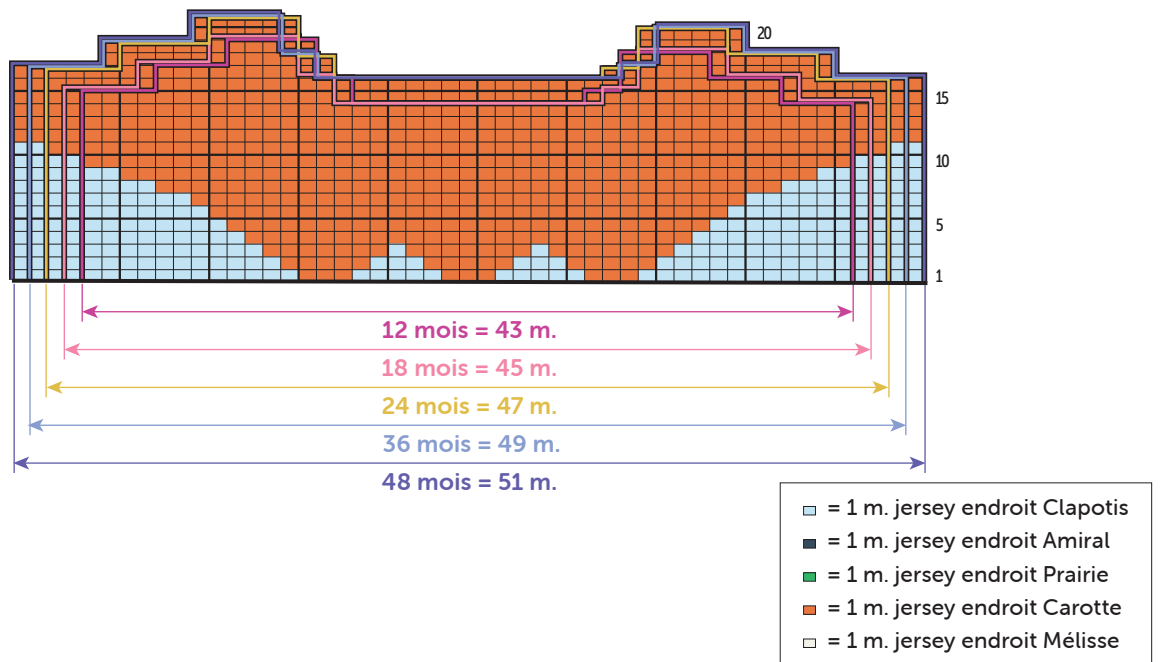 20
15
10
5
1
12 mois = 43 m.
18 mois = 45 m.
24 mois = 47 m.
36 mois = 49 m.
48 mois = 51 m.
= 1 m. jersey endroit Clapotis
= 1 m. jersey endroit Amiral
= 1 m. jersey endroit Prairie
= 1 m. jersey endroit Carotte
= 1 m. jersey endroit Mélisse